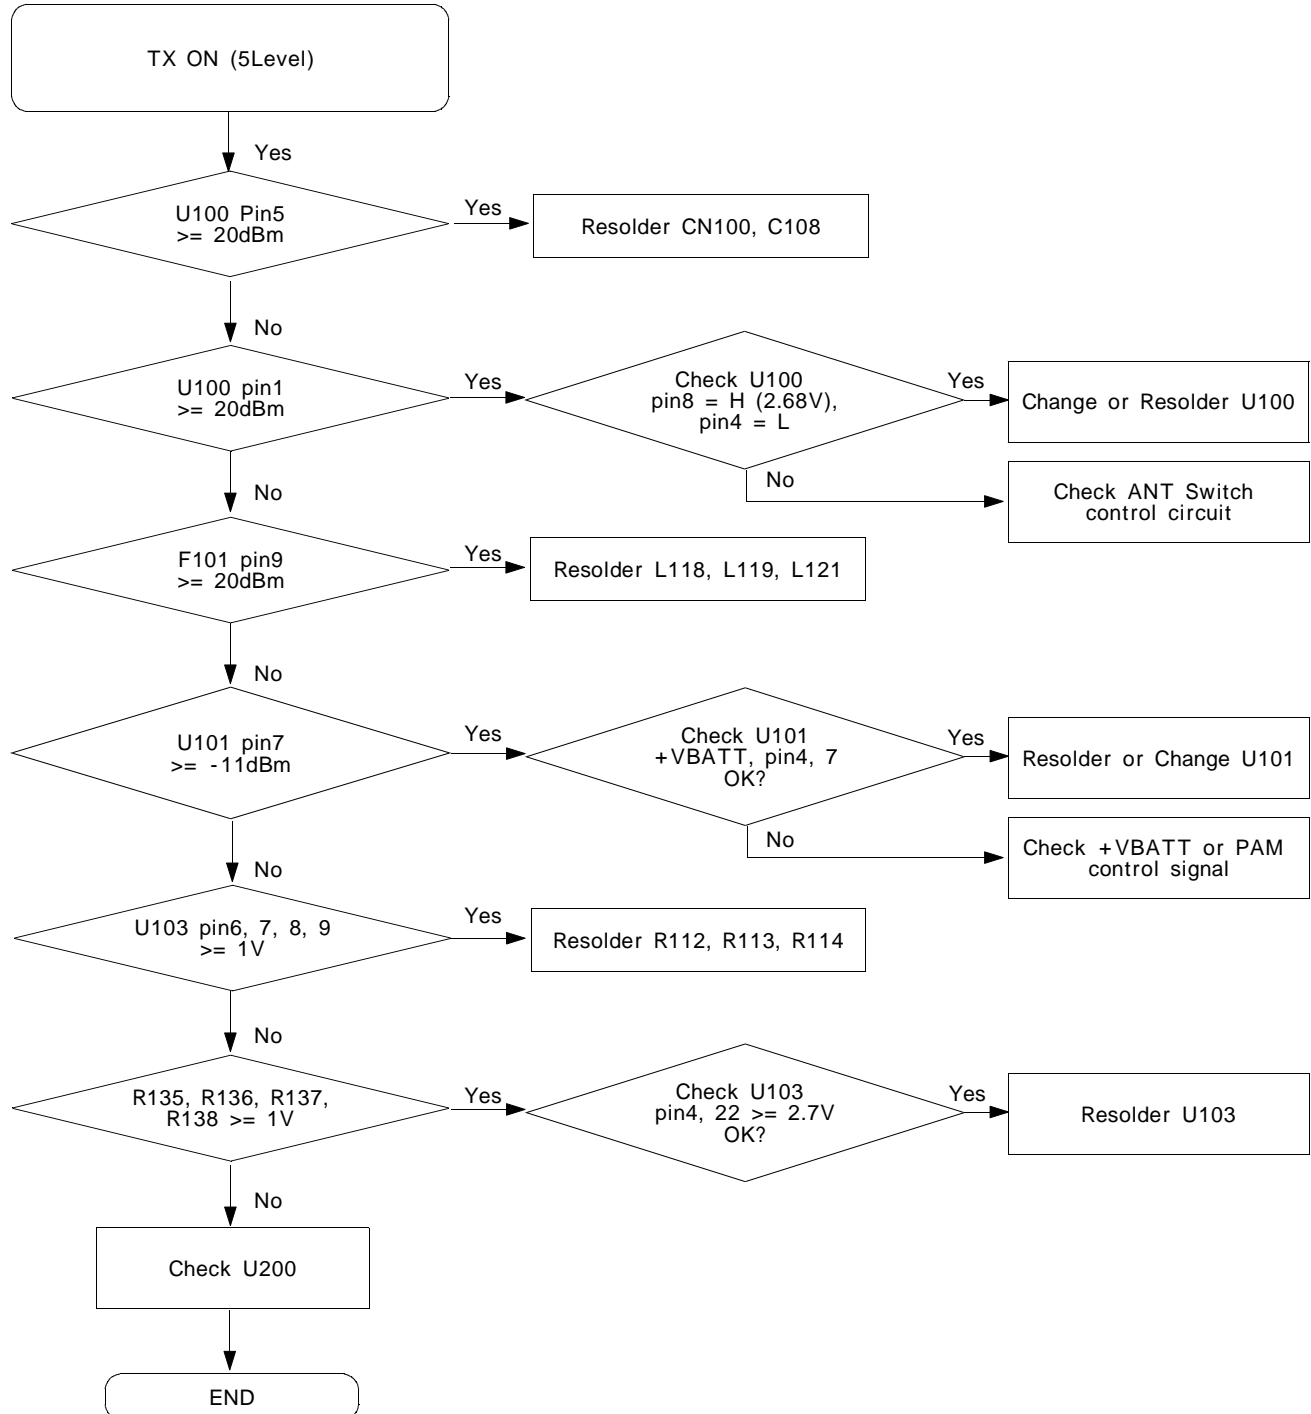 TX ON (5Level)
Yes
U100 Pin5
>= 20dBm
Yes
Resolder CN100, C108
No
U100 pin1
>= 20dBm
Yes
Check U100
pin8 = H (2.68V),
pin4 = L
Yes
Change or Resolder U100
No
Check ANT Switch
control circuit
No
F101 pin9
>= 20dBm
Yes
Resolder L118, L119, L121
No
U101 pin7
>= -11dBm
Yes
Check U101
+VBATT, pin4, 7
OK?
Yes
Resolder or Change U101
No
Check +VBATT or PAM
control signal
No
U103 pin6, 7, 8, 9
>= 1V
Yes
Resolder R112, R113, R114
No
R135, R136, R137,
R138 >= 1V
Yes
Check U103
pin4, 22 >= 2.7V
OK?
Yes
Resolder U103
No
Check U200
END